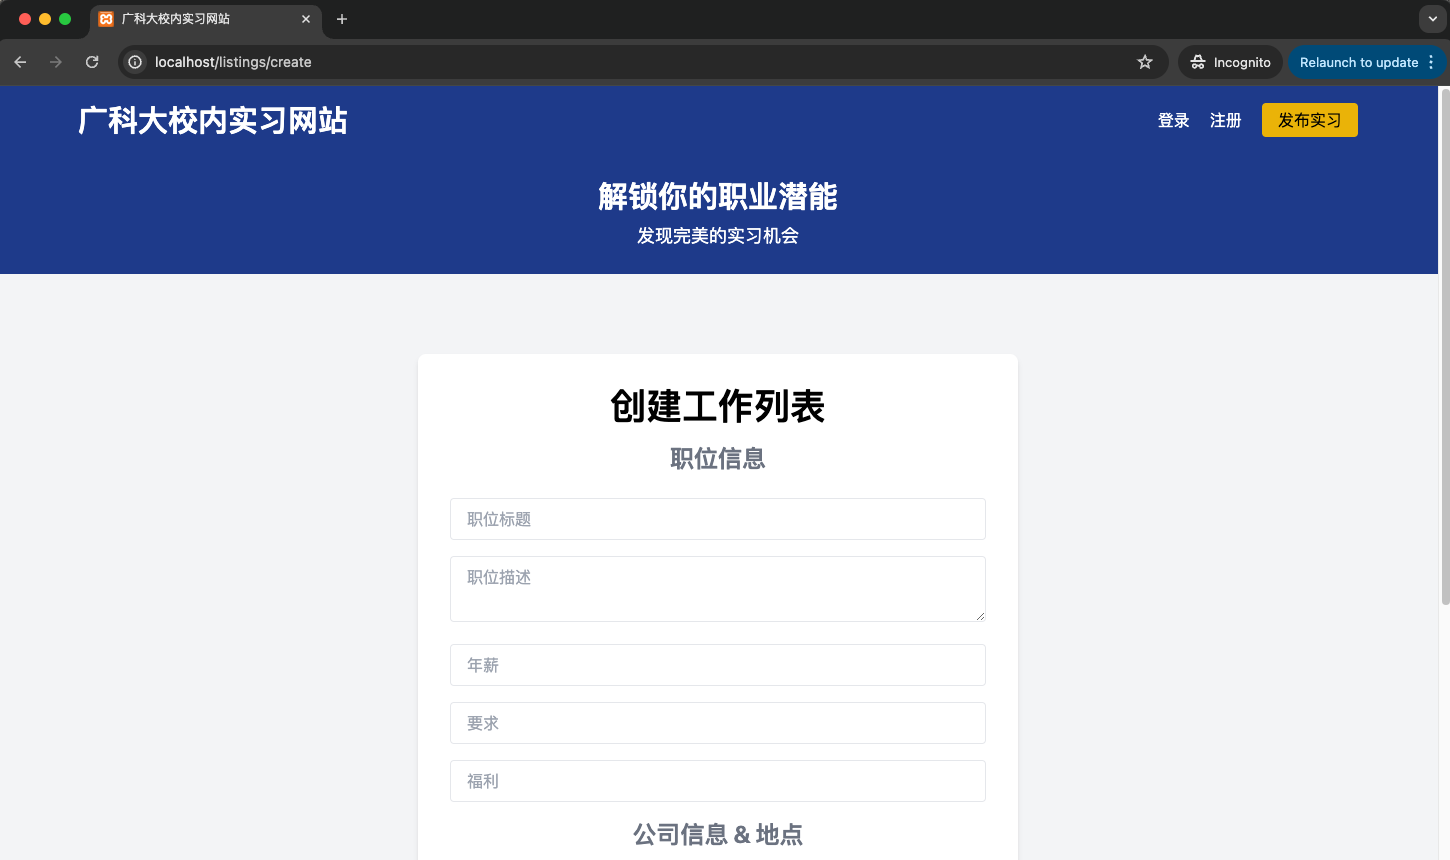 广科大校内实习网站
localhost/listings/create
Incognito
Relaunch to update
广科大校内实习网站
登录
注册
发布实习
解锁你的职业潜能
发现完美的实习机会
创建工作列表
职位信息
职位标题
职位描述
年薪
要求
福利
公司信息 & 地点